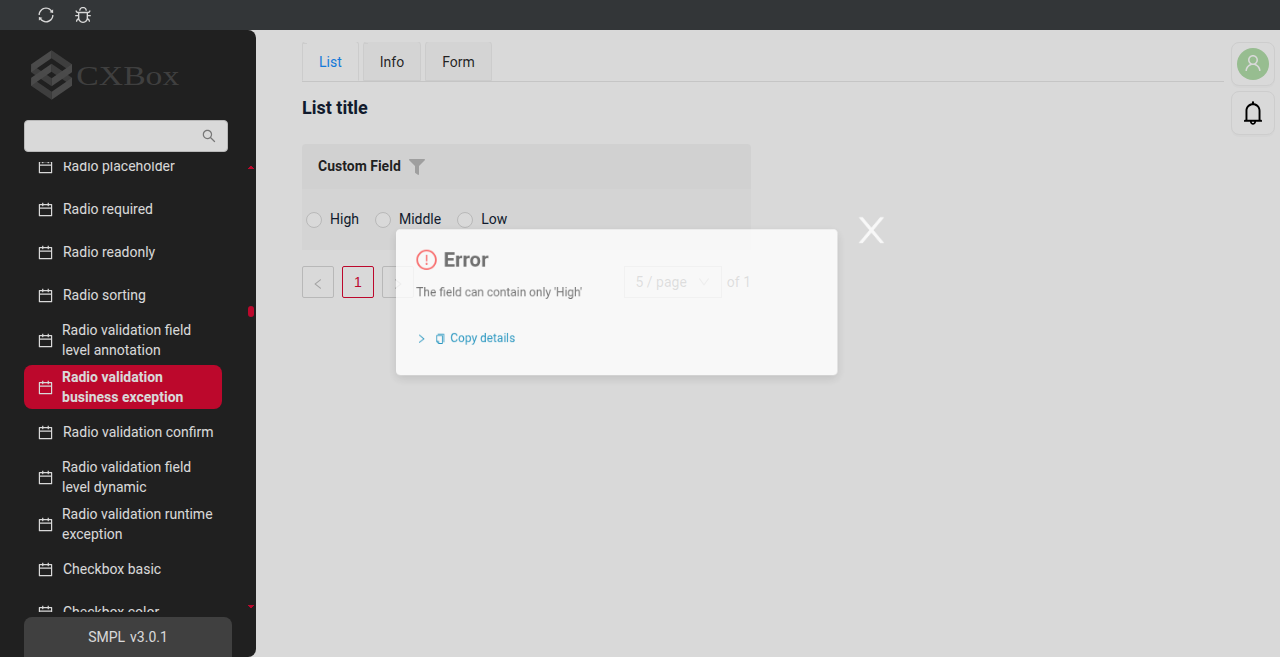 CXBox
Radio placeholder
Radio required
Radio readonly
Radio sorting
Radio validation field
level annotation
Radio validation
business exception
Radio validation confirm
Radio validation field
level dynamic
Radio validation runtime
exception
Checkbox basic
Checkbox color
SMPL v3.0.1
List Info Form
List title
Custom Field
High Middle Low
< 1 > 5 / page of 1
Error
The field can contain only 'High'
Copy details